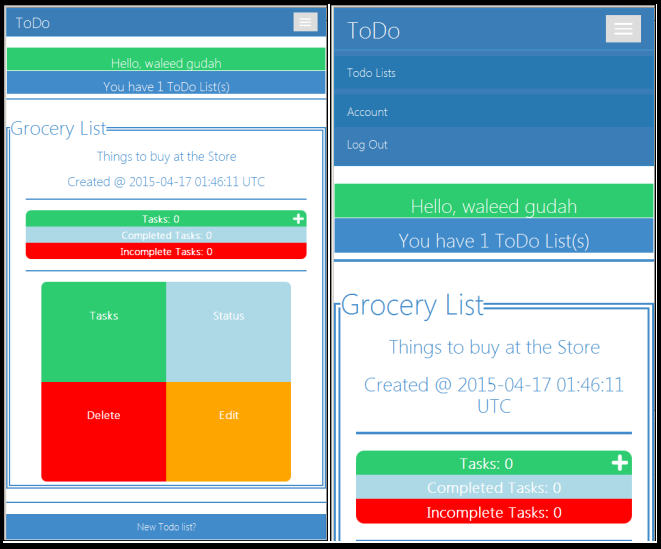 ToDo
Hello, waleed gudah
You have 1 ToDo List(s)
Grocery List
Things to buy at the Store
Created @ 2015-04-17 01:46:11 UTC
Tasks: 0
Completed Tasks: 0
Incomplete Tasks: 0
Tasks
Status
Delete
Edit
New Todo list?
ToDo
Todo Lists
Account
Log Out
Hello, waleed gudah
You have 1 ToDo List(s)
Grocery List
Things to buy at the Store
Created @ 2015-04-17 01:46:11
UTC
Tasks: 0
Completed Tasks: 0
Incomplete Tasks: 0